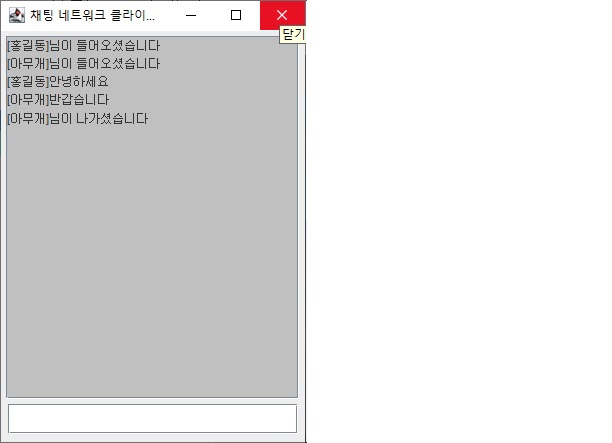 채팅 네트워크 클라이...
닫기
[홍길동]님이 들어오셨습니다
[아무개]님이 들어오셨습니다
[홍길동]안녕하세요
[아무개]반갑습니다
[아무개]님이 나가셨습니다